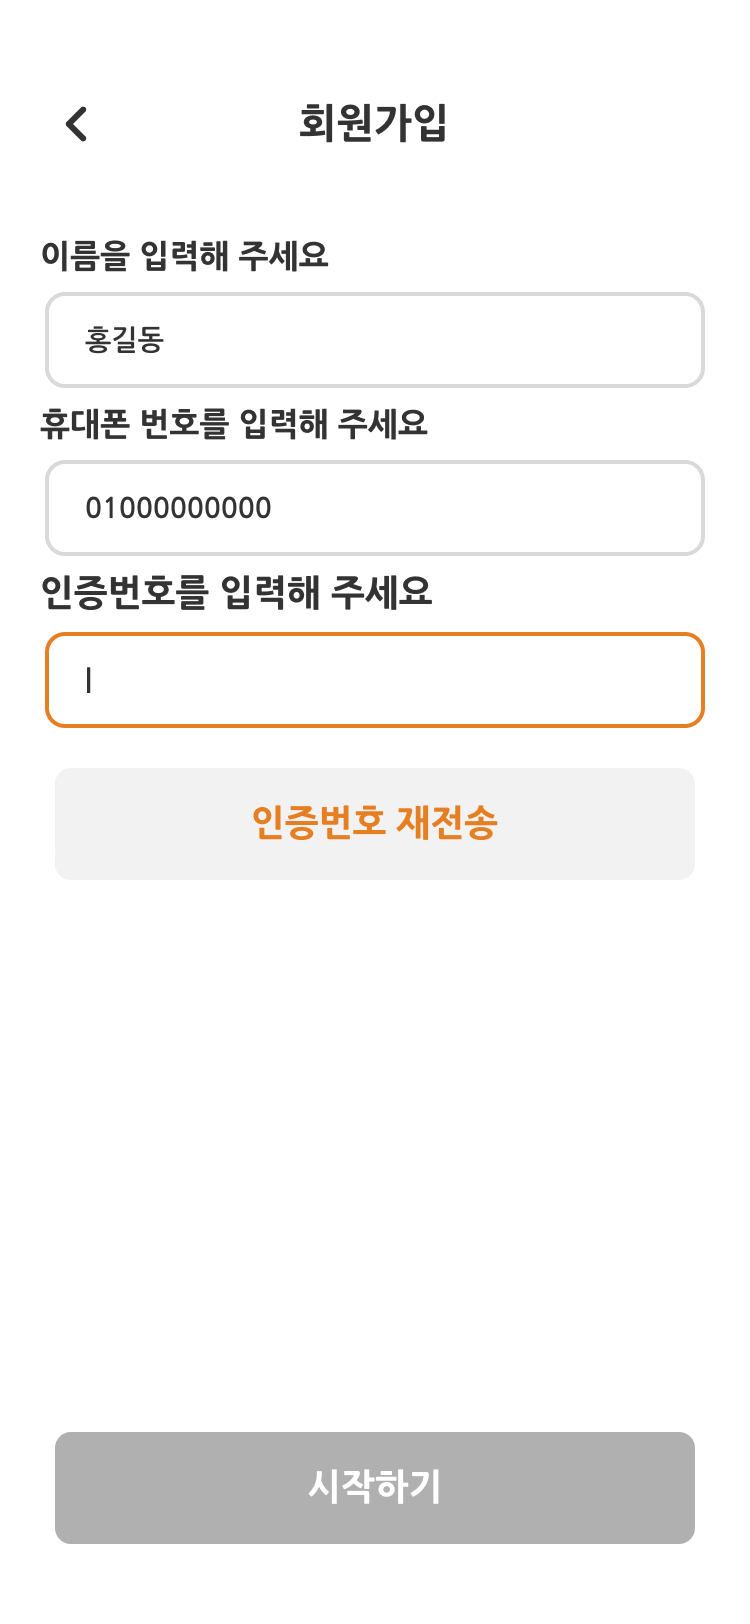 회원가입
이름을 입력해 주세요
홍길동
휴대폰 번호를 입력해 주세요
01000000000
인증번호를 입력해 주세요
인증번호 재전송
시작하기